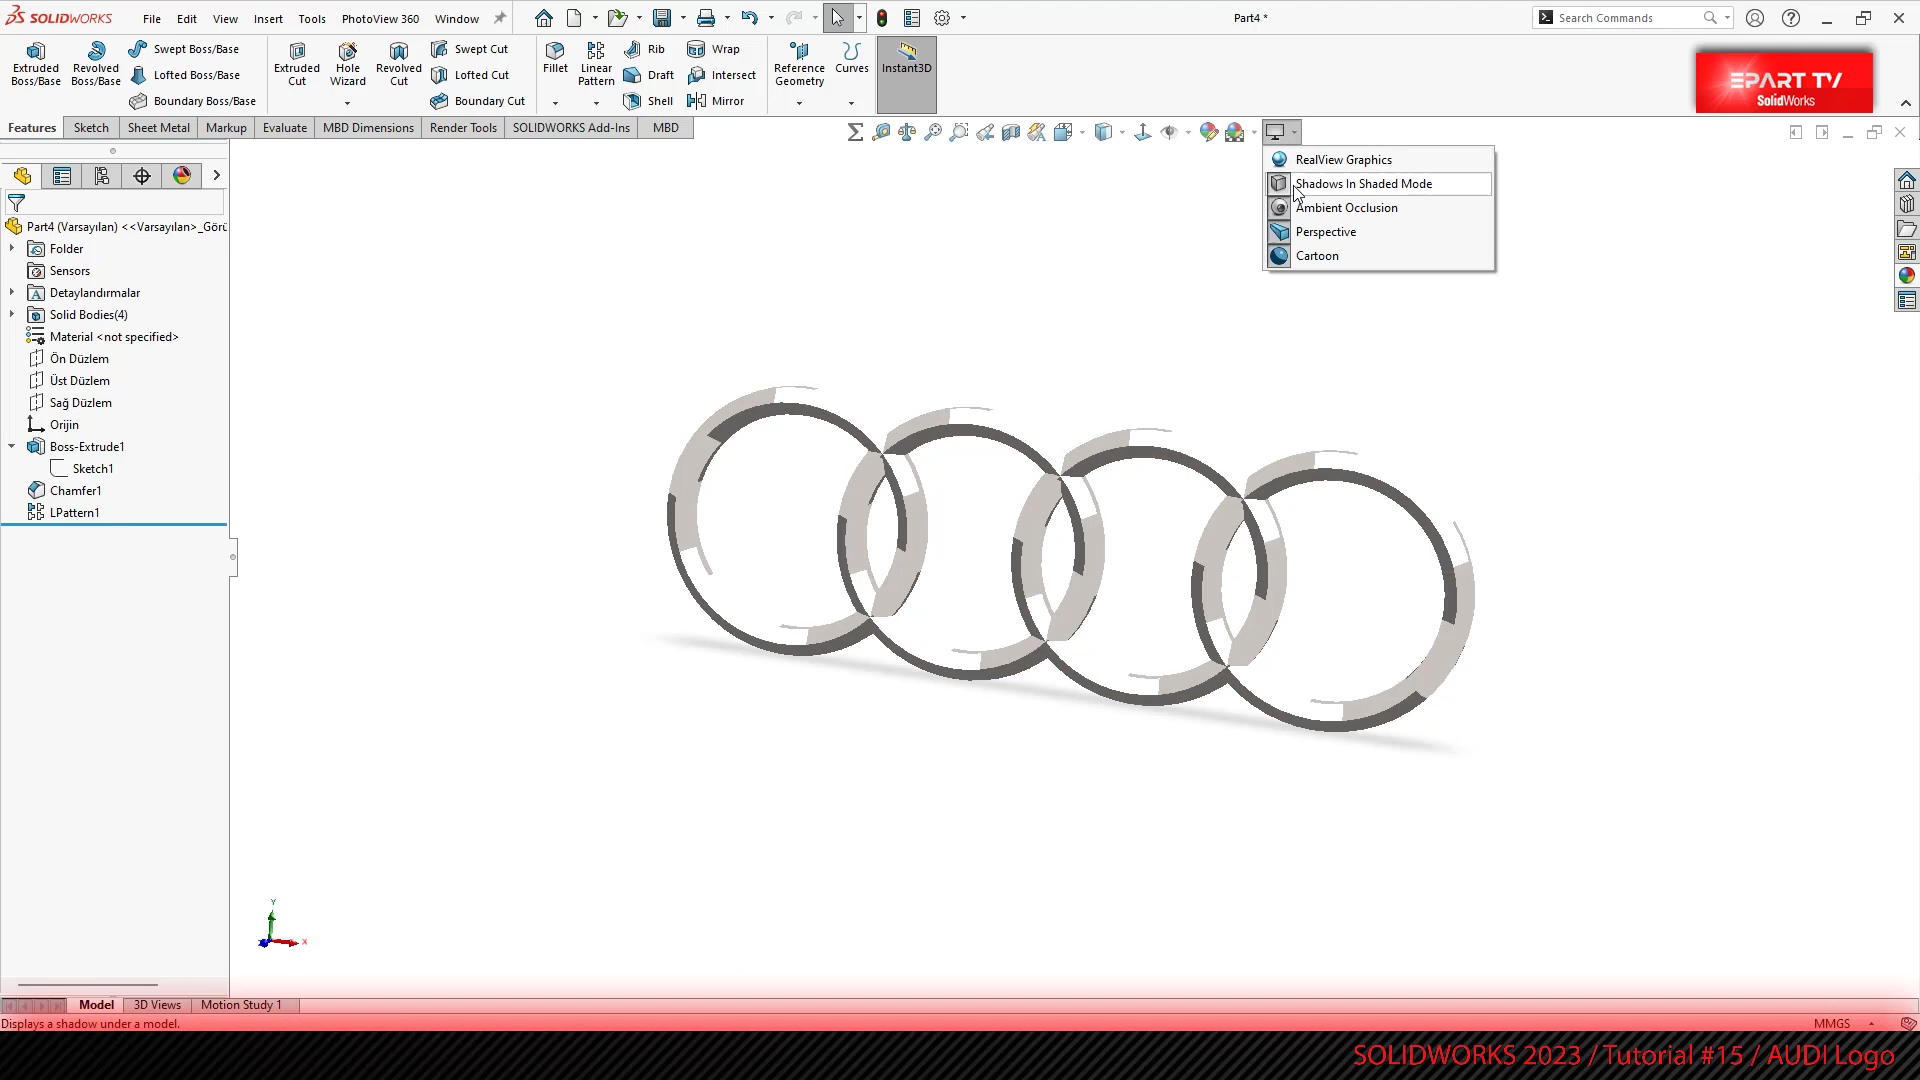 SOLIDWORKS
File
Edit
View
Insert
Tools
PhotoView 360
Window
Part4 *
Search Commands
Extruded Boss/Base
Revolved Boss/Base
Swept Boss/Base
Lofted Boss/Base
Boundary Boss/Base
Extruded Cut
Hole Wizard
Revolved Cut
Swept Cut
Lofted Cut
Boundary Cut
Fillet
Linear Pattern
Rib
Draft
Shell
Wrap
Intersect
Mirror
Reference Geometry
Curves
Instant3D
EPART TV
SolidWorks
Features
Sketch
Sheet Metal
Markup
Evaluate
MBD Dimensions
Render Tools
SOLIDWORKS Add-Ins
MBD
RealView Graphics
Shadows In Shaded Mode
Ambient Occlusion
Perspective
Cartoon
Part4 (Varsayılan) <<Varsayılan>_Görü
Folder
Sensors
Detaylandırmalar
Solid Bodies(4)
Material <not specified>
Ön Düzlem
Üst Düzlem
Sağ Düzlem
Orijin
Boss-Extrude1
Sketch1
Chamfer1
LPattern1
Y
X
Model
3D Views
Motion Study 1
Displays a shadow under a model.
MMGS
SOLIDWORKS 2023 / Tutorial #15 / AUDI Logo